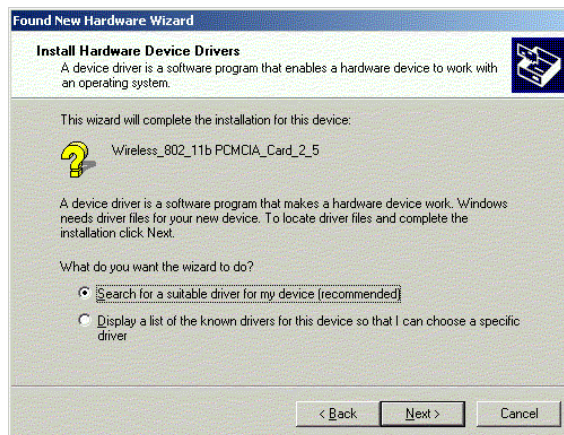 Found New Hardware Wizard
Install Hardware Device Drivers
A device driver is a software program that enables a hardware device to work with
an operating system.
This wizard will complete the installation for this device:
Wireless_802_11b PCMCIA_Card_2_5
A device driver is a software program that makes a hardware device work. Windows
needs driver files for your new device. To locate driver files and complete the
installation click Next.
What do you want the wizard to do?
Search for a suitable driver for my device (recommended)
Display a list of the known drivers for this device so that I can choose a specific
driver
< Back Next > Cancel